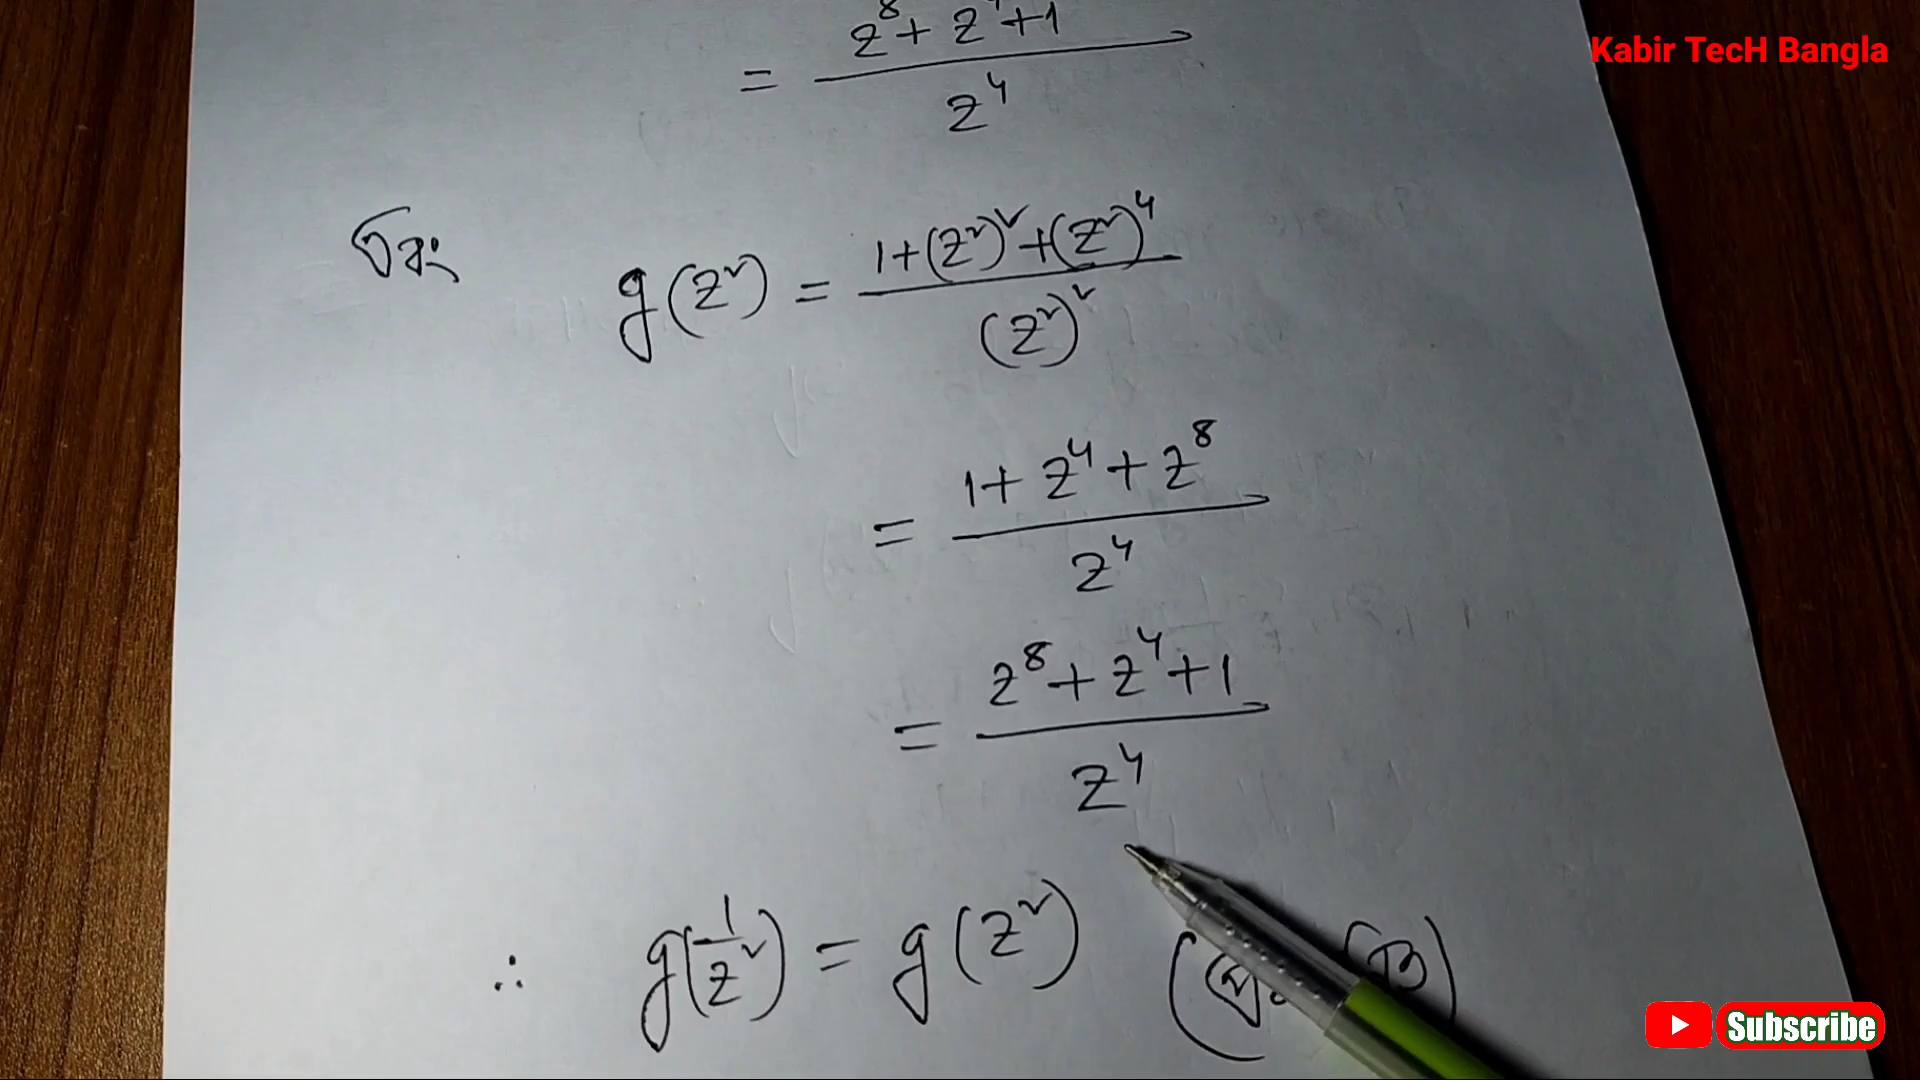 Kabir TecH Bangla
= (z⁸ + z⁴ + 1) / z⁴
এবং g(z²) = (1+(z²)²+(z²)⁴) / (z²)²
= (1 + z⁴ + z⁸) / z⁴
= (z⁸ + z⁴ + 1) / z⁴
∴ g(1/z²) = g(z²)
Subscribe